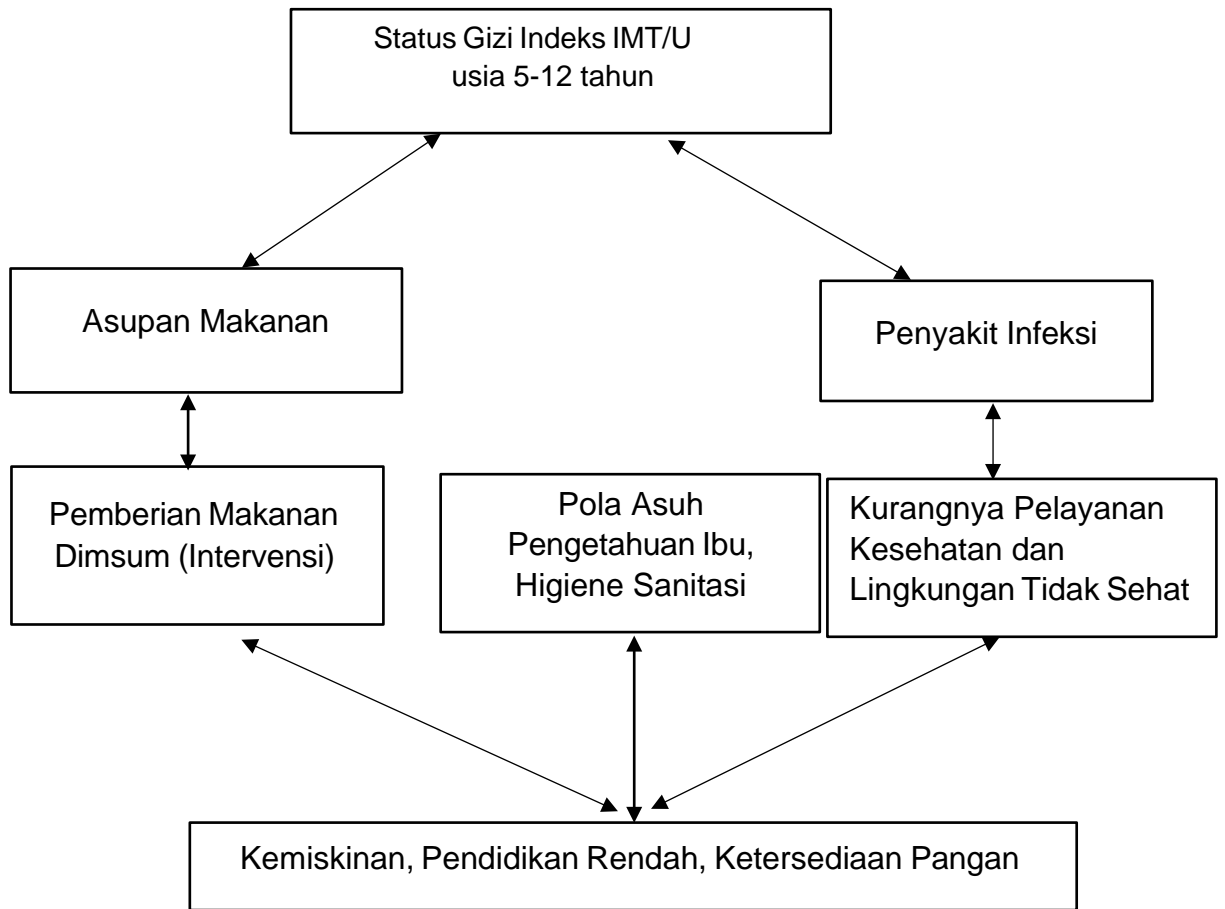 Status Gizi Indeks IMT/U
usia 5-12 tahun
Asupan Makanan
Penyakit Infeksi
Pemberian Makanan
Dimsum (Intervensi)
Pola Asuh
Pengetahuan Ibu,
Higiene Sanitasi
Kurangnya Pelayanan
Kesehatan dan
Lingkungan Tidak Sehat
Kemiskinan, Pendidikan Rendah, Ketersediaan Pangan